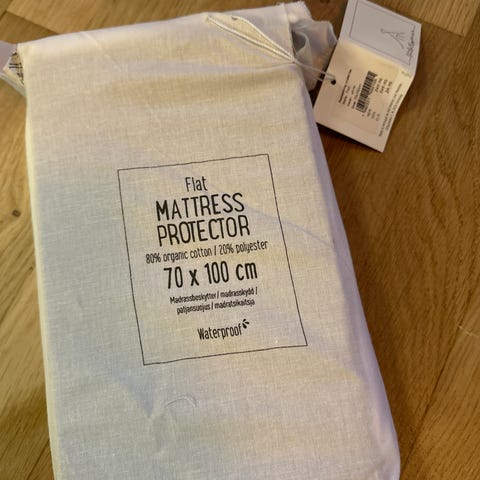 Flat
MATTRESS
PROTECTOR
80% organic cotton / 20% polyester
70 x 100 cm
Madrassbeskytter / madrasskydd /
patjansuojus / madratsikaitsja
Waterproof